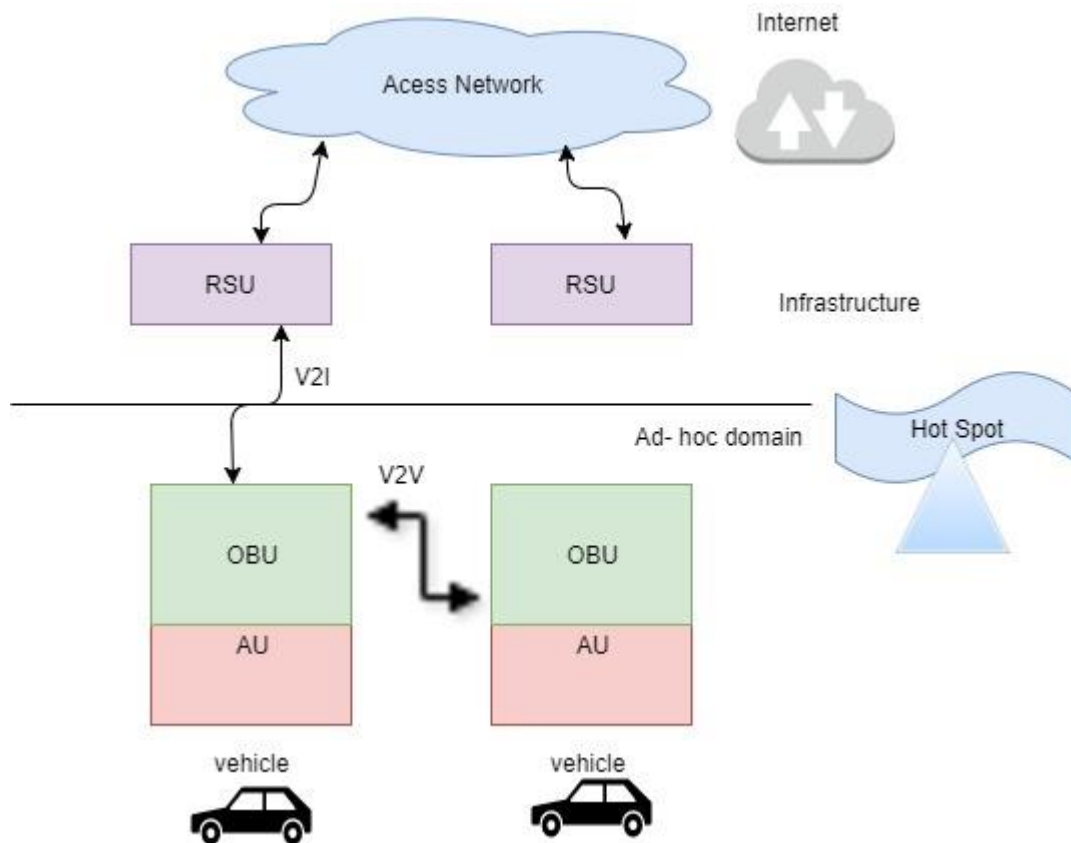 Internet
Acess Network
RSU
RSU
Infrastructure
V2I
Ad- hoc domain
Hot Spot
V2V
OBU
OBU
AU
AU
vehicle
vehicle